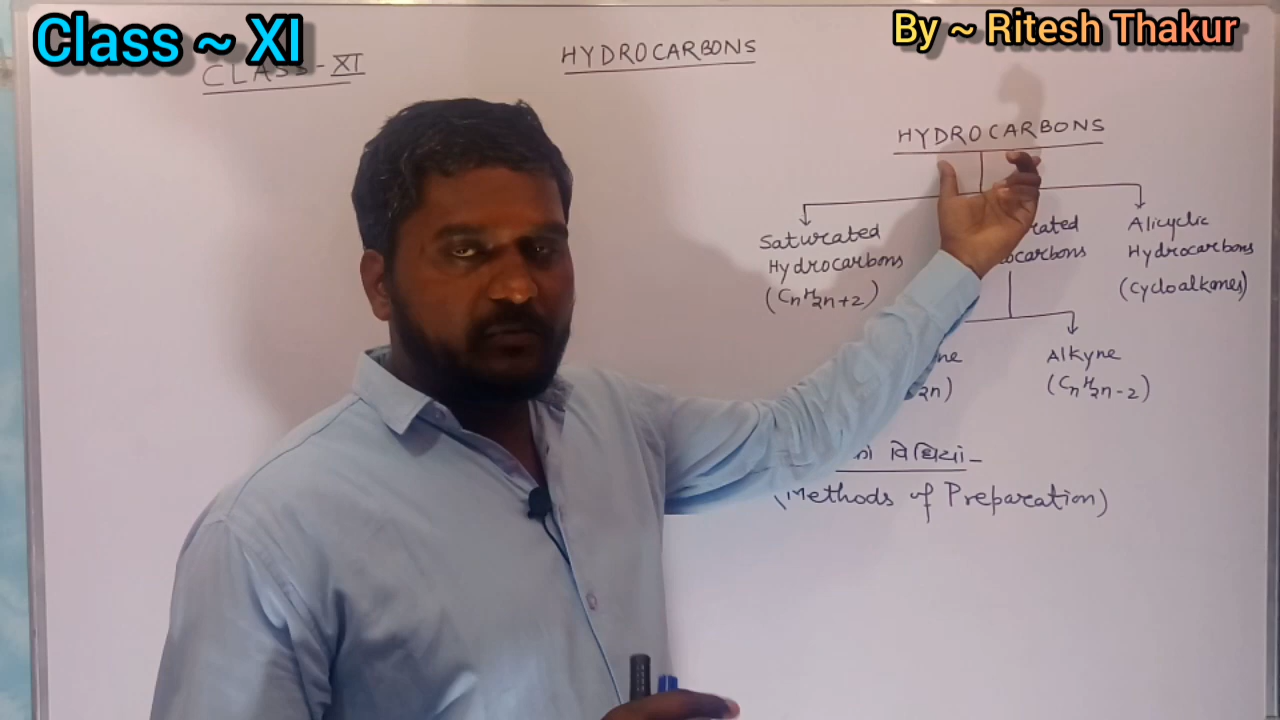 Class ~ XI
By ~ Ritesh Thakur
CLASS-XI
HYDROCARBONS
HYDROCARBONS
Saturated
Hydrocarbons
(CnH2n+2)
Alicyclic
Hydrocarbons
(Cycloalkanes)
Alkyne
(CnH2n-2)
विधियां-
(Methods of Preparation)